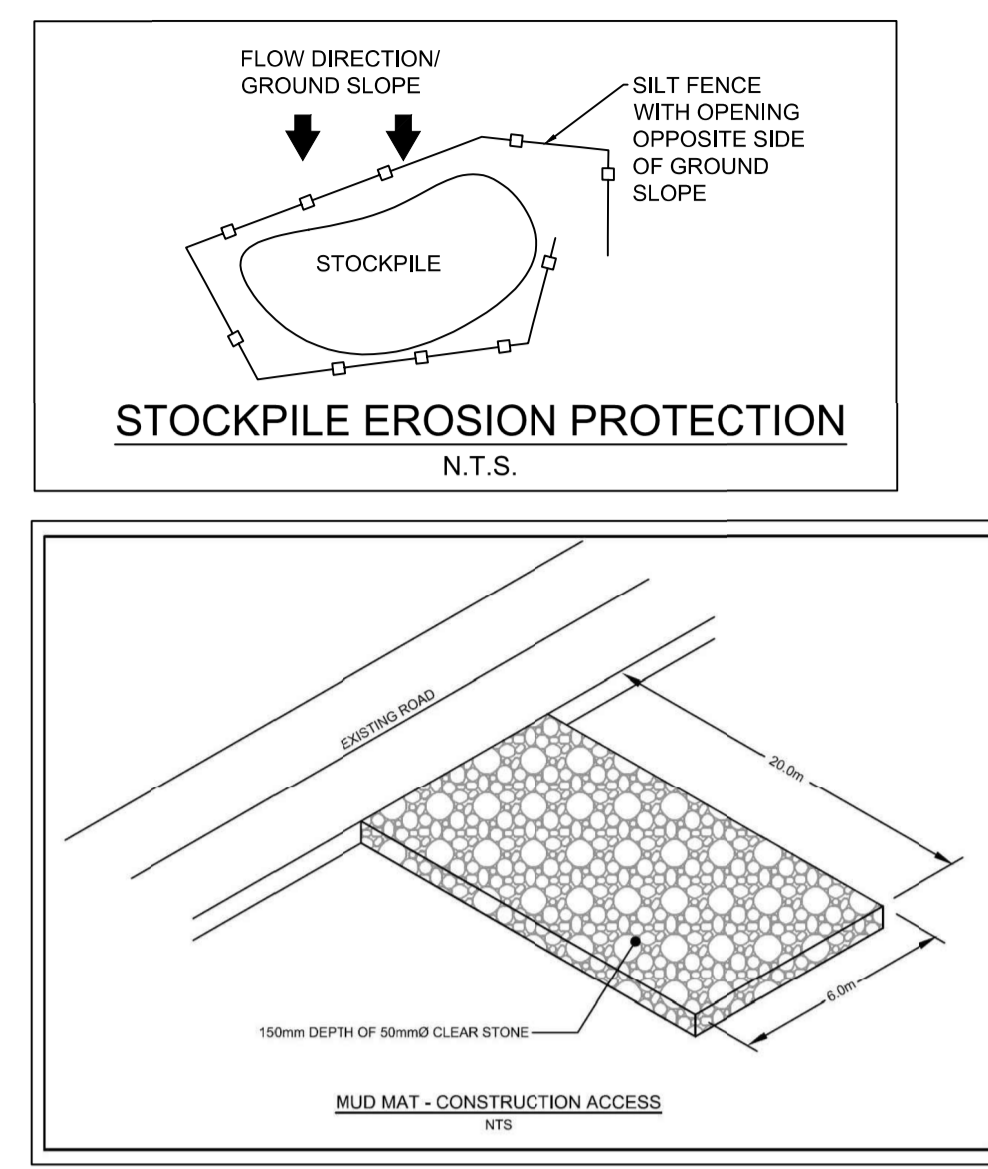 FLOW DIRECTION/
GROUND SLOPE
SILT FENCE
WITH OPENING
OPPOSITE SIDE
OF GROUND
SLOPE
STOCKPILE
STOCKPILE EROSION PROTECTION
N.T.S.
EXISTING ROAD
20.0m
6.0m
150mm DEPTH OF 50mmØ CLEAR STONE
MUD MAT - CONSTRUCTION ACCESS
NTS